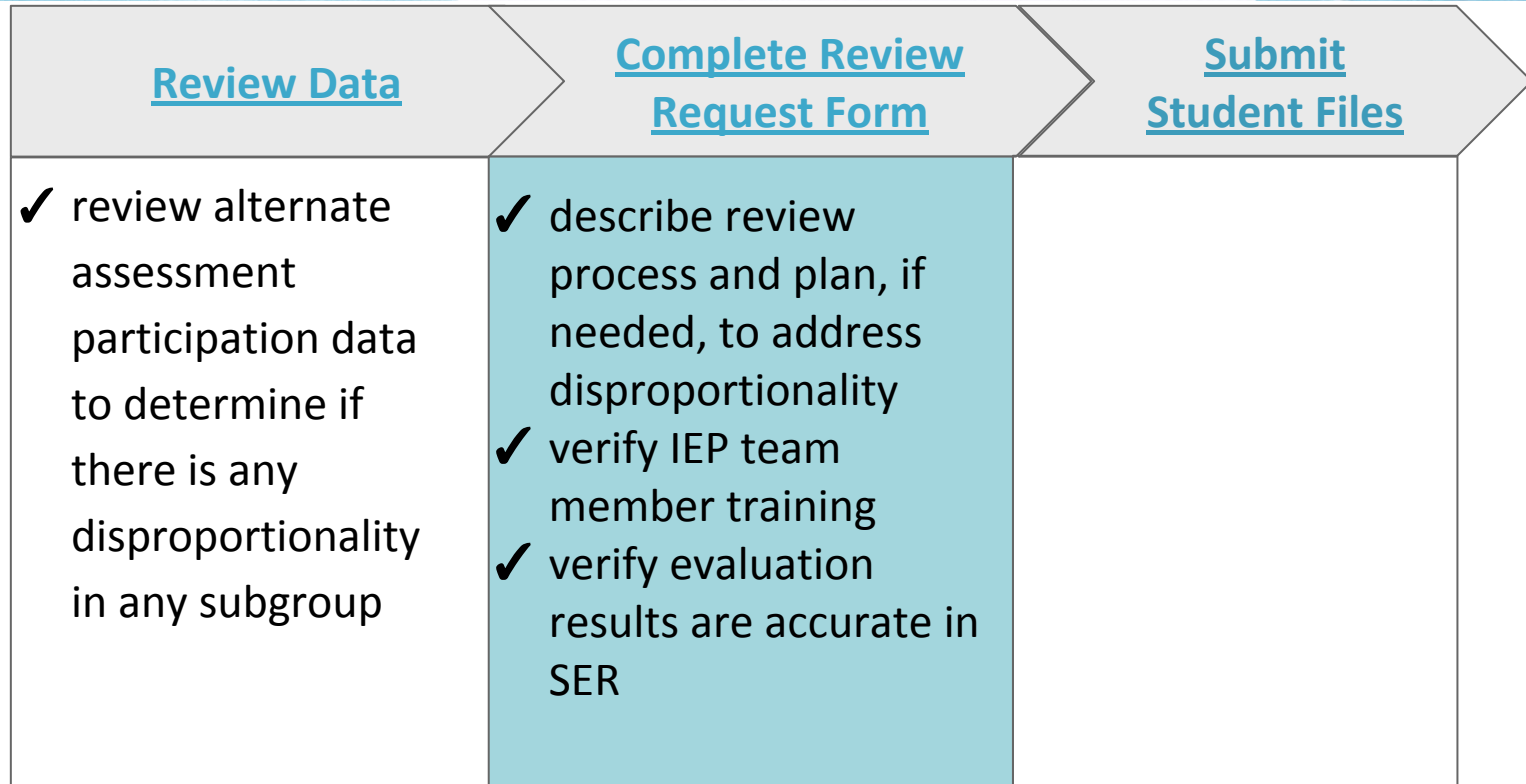 Review Data
Complete Review
Request Form
Submit
Student Files
✓ review alternate
assessment
participation data
to determine if
there is any
disproportionality
in any subgroup
✓ describe review
process and plan, if
needed, to address
disproportionality
✓ verify IEP team
member training
✓ verify evaluation
results are accurate in
SER